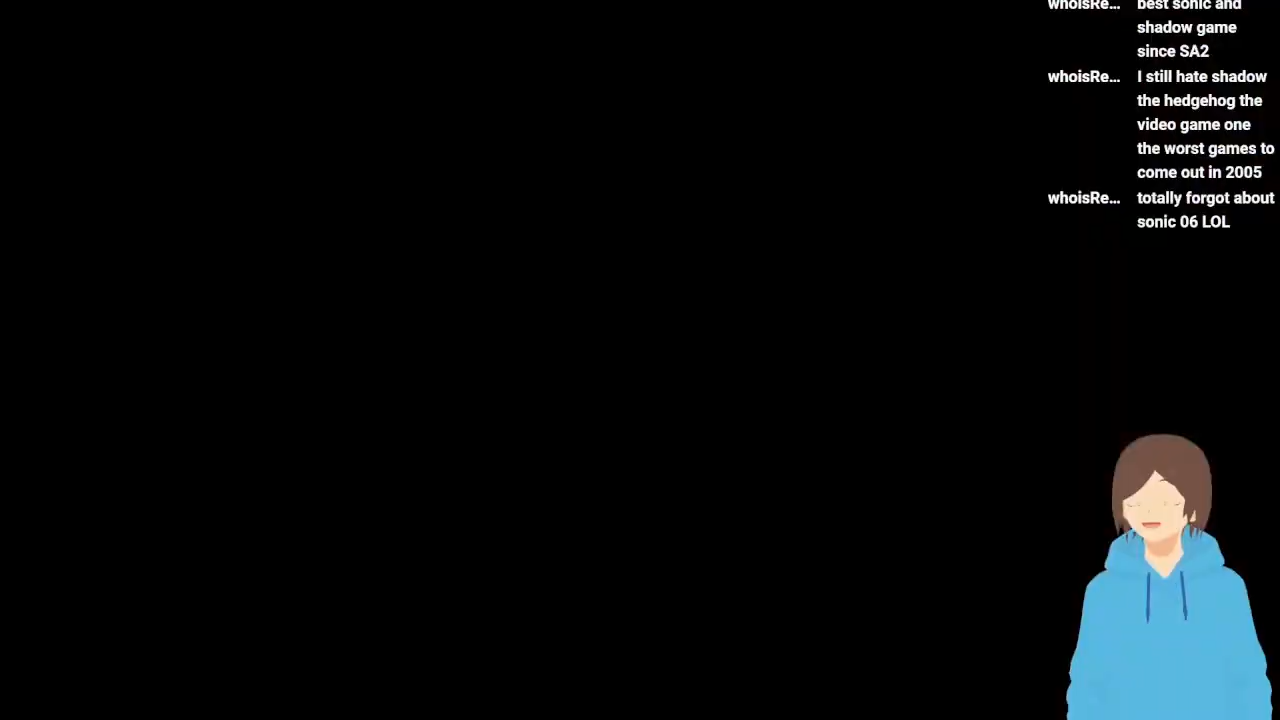 whoisRe... best sonic and
shadow game
since SA2
whoisRe... I still hate shadow
the hedgehog the
video game one
the worst games to
come out in 2005
whoisRe... totally forgot about
sonic 06 LOL